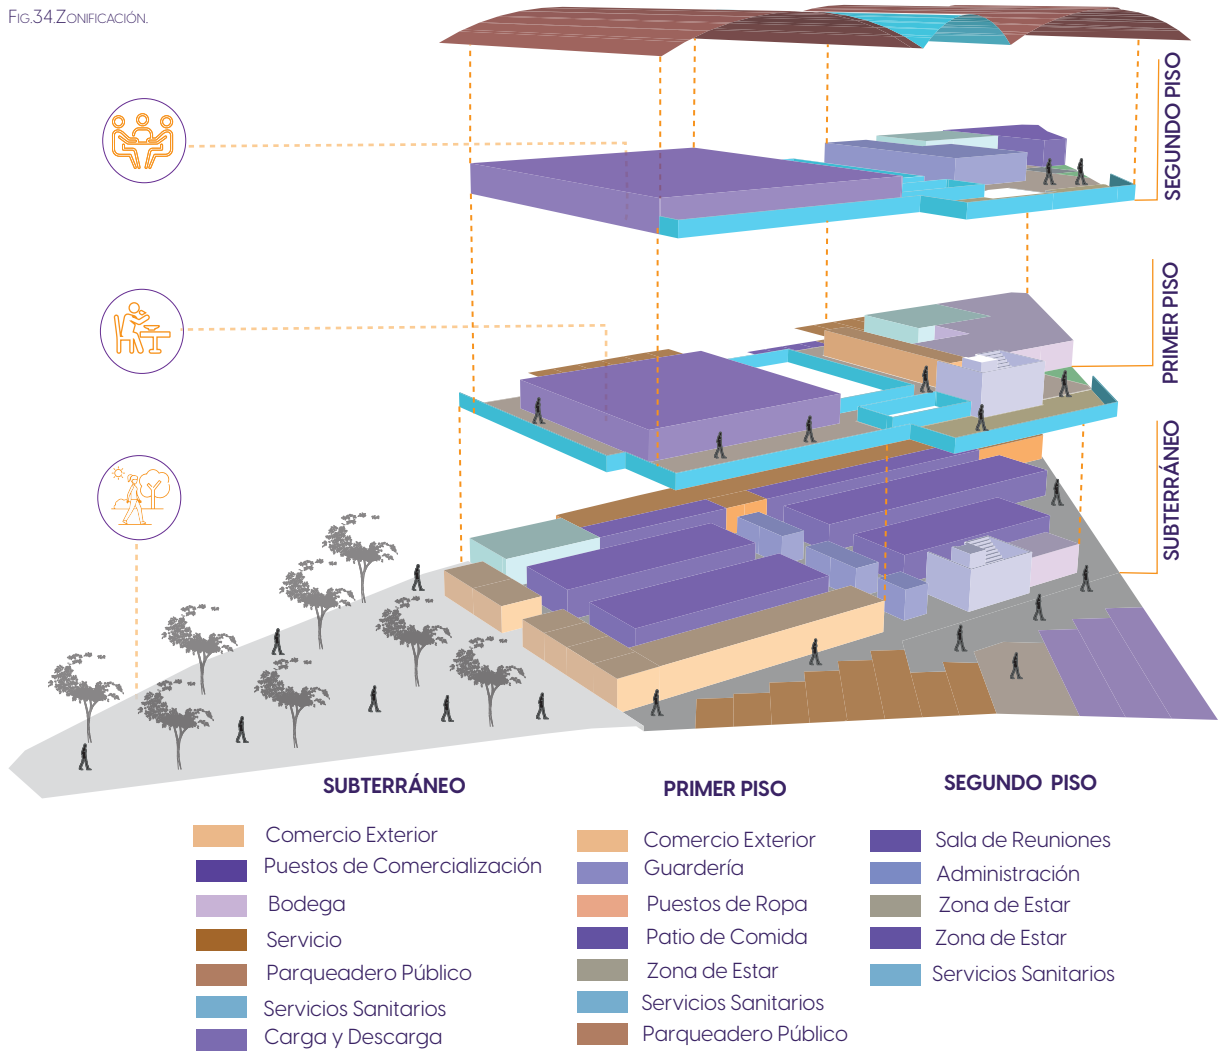 FIG.34.ZONIFICACIÓN.
SEGUNDO PISO
PRIMER PISO
SUBTERRÁNEO
SUBTERRÁNEO
Comercio Exterior
Puestos de Comercialización
Bodega
Servicio
Parqueadero Público
Servicios Sanitarios
Carga y Descarga
PRIMER PISO
Comercio Exterior
Guardería
Puestos de Ropa
Patio de Comida
Zona de Estar
Servicios Sanitarios
Parqueadero Público
SEGUNDO PISO
Sala de Reuniones
Administración
Zona de Estar
Zona de Estar
Servicios Sanitarios